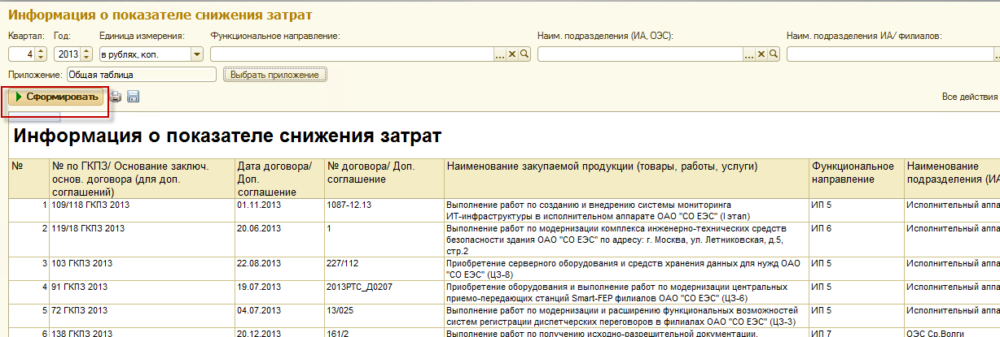 Информация о показателе снижения затрат
Квартал: Год: Единица измерения: Функциональное направление: Наим. подразделения (ИА, ОЭС): Наим. подразделения ИА/ филиалов:
4 2013 в рублях, коп.
Приложение: Общая таблица Выбрать приложение
Сформировать Все действия
Информация о показателе снижения затрат
№ № по ГКПЗ/ Основание заключ. Дата договора/ № договора/ Доп. Наименование закупаемой продукции (товары, работы, услуги) Функциональное Наименование
основ. договора (для доп. Доп. соглашение направление подразделения (ИА
соглашений) соглашение
1 109/118 ГКПЗ 2013 01.11.2013 1087-12.13 Выполнение работ по созданию и внедрению системы мониторинга ИП 5 Исполнительный аппа
ИТ-инфраструктуры в исполнительном аппарате ОАО "СО ЕЭС" (I этап)
2 119/18 ГКПЗ 2013 20.06.2013 1 Выполнение работ по модернизации комплекса инженерно-технических средств ИП 6 Исполнительный аппа
безопасности здания ОАО "СО ЕЭС" по адресу: г. Москва, ул. Летниковская, д.5,
стр.2
3 103 ГКПЗ 2013 22.08.2013 227/112 Приобретение серверного оборудования и средств хранения данных для нужд ОАО ИП 5 Исполнительный аппа
"СО ЕЭС" (ЦЗ-8)
4 91 ГКПЗ 2013 19.07.2013 2013РТС_Д0207 Приобретение оборудования и выполнение работ по модернизации центральных ИП 5 Исполнительный аппа
приемо-передающих станций Smart-FEP филиалов ОАО "СО ЕЭС" (ЦЗ-6)
5 72 ГКПЗ 2013 04.07.2013 13/025 Выполнение работ по модернизации и расширению функциональных возможностей ИП 5 Исполнительный аппа
систем регистрации диспетчерских переговоров в филиалах ОАО "СО ЕЭС" (ЦЗ-3)
6 138 ГКПЗ 2013 20.12.2013 161/2 Выполнение работ по получению исходно-разрешительной документации, ИП 7 ОЭС Ср.Волги